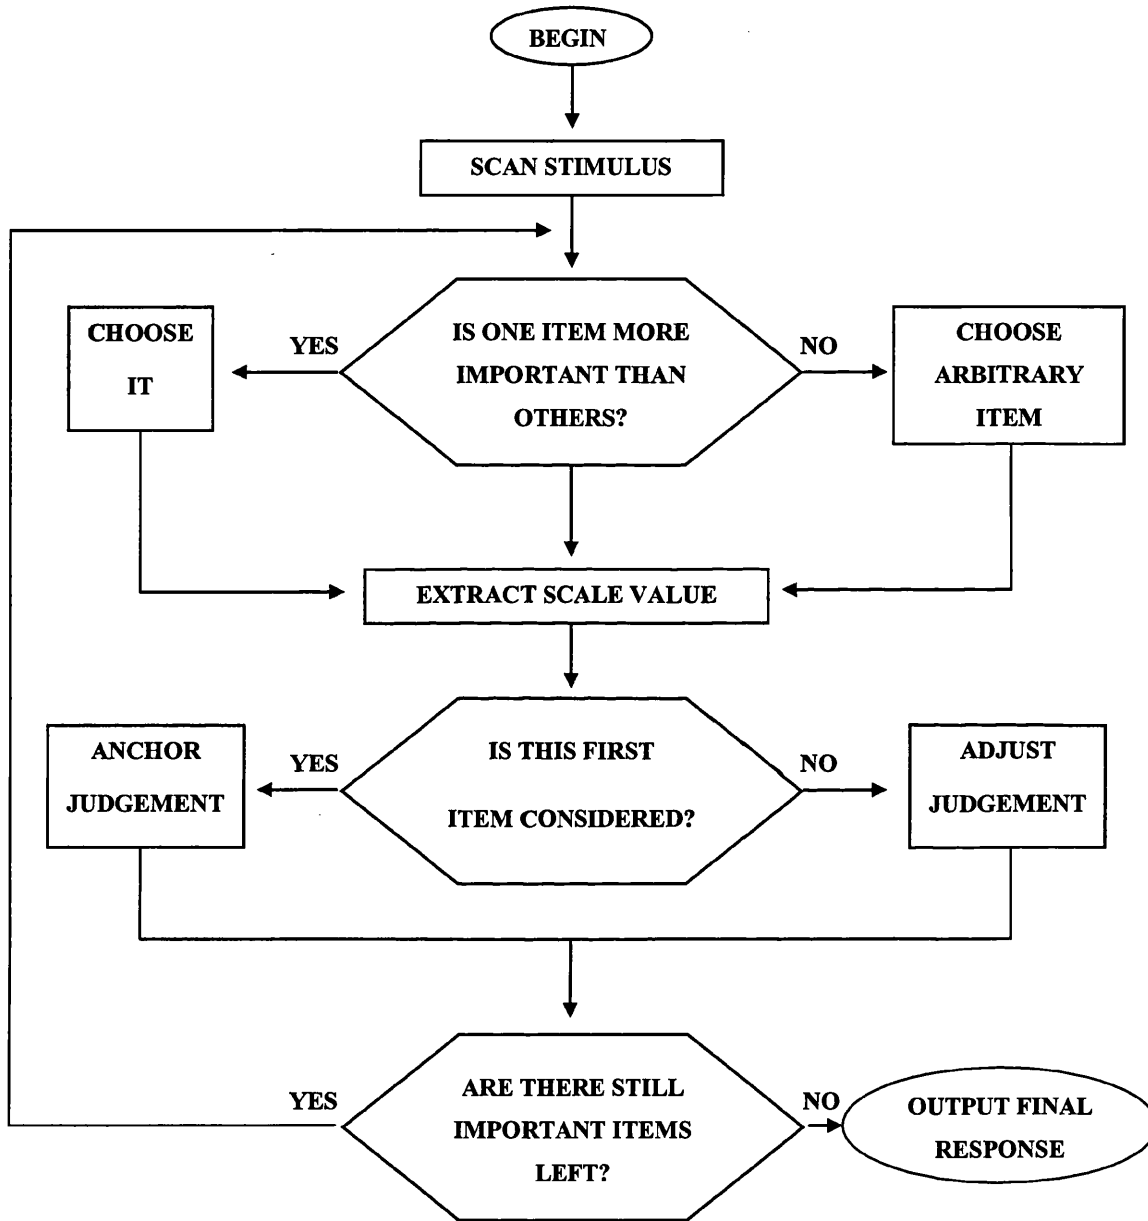 BEGIN
SCAN STIMULUS
CHOOSE
IT
YES
IS ONE ITEM MORE
IMPORTANT THAN
OTHERS?
NO
CHOOSE
ARBITRARY
ITEM
EXTRACT SCALE VALUE
ANCHOR
JUDGEMENT
YES
IS THIS FIRST
ITEM CONSIDERED?
NO
ADJUST
JUDGEMENT
YES
ARE THERE STILL
IMPORTANT ITEMS
LEFT?
NO
OUTPUT FINAL
RESPONSE